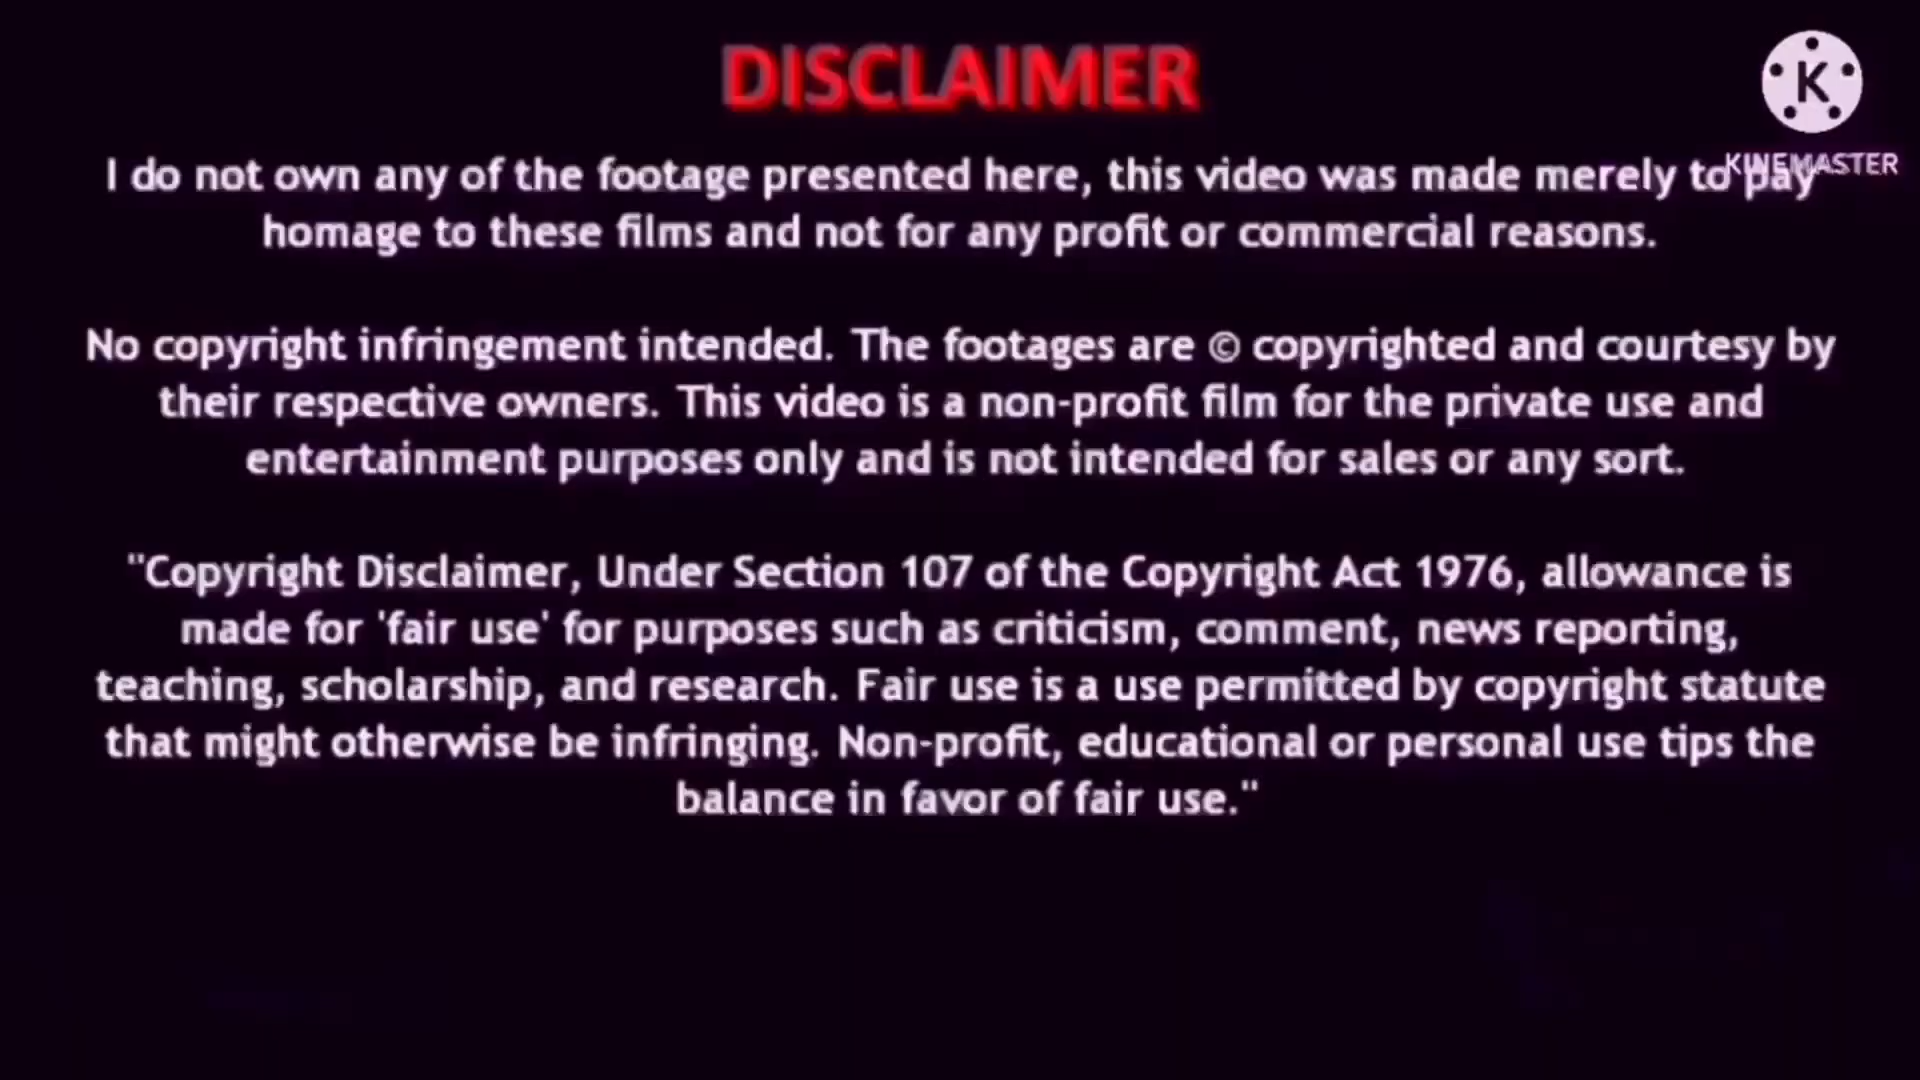 DISCLAIMER
K
KINEMASTER
I do not own any of the footage presented here, this video was made merely to pay
homage to these films and not for any profit or commercial reasons.
No copyright infringement intended. The footages are © copyrighted and courtesy by
their respective owners. This video is a non-profit film for the private use and
entertainment purposes only and is not intended for sales or any sort.
"Copyright Disclaimer, Under Section 107 of the Copyright Act 1976, allowance is
made for 'fair use' for purposes such as criticism, comment, news reporting,
teaching, scholarship, and research. Fair use is a use permitted by copyright statute
that might otherwise be infringing. Non-profit, educational or personal use tips the
balance in favor of fair use."